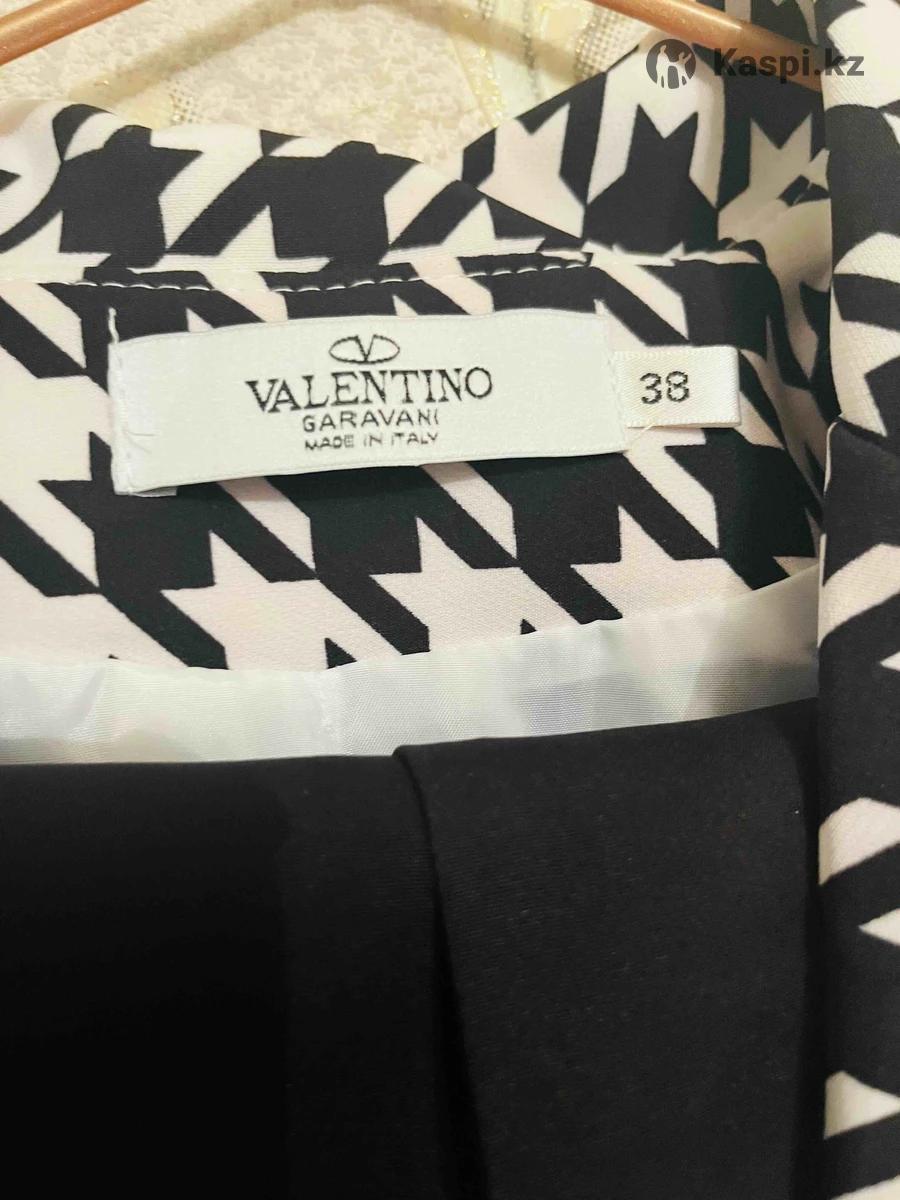 Kaspi.kz
VALENTINO
GARAVANI
MADE IN ITALY
38